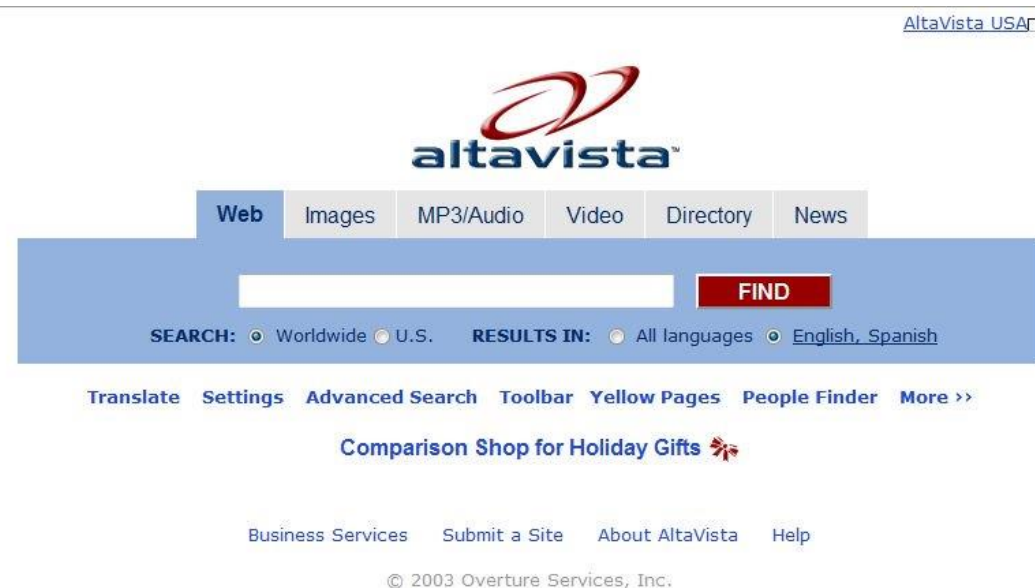 AltaVista USA
altavista™
Web Images MP3/Audio Video Directory News
FIND
SEARCH: Worldwide U.S. RESULTS IN: All languages English, Spanish
Translate Settings Advanced Search Toolbar Yellow Pages People Finder More ››
Comparison Shop for Holiday Gifts
Business Services Submit a Site About AltaVista Help
© 2003 Overture Services, Inc.